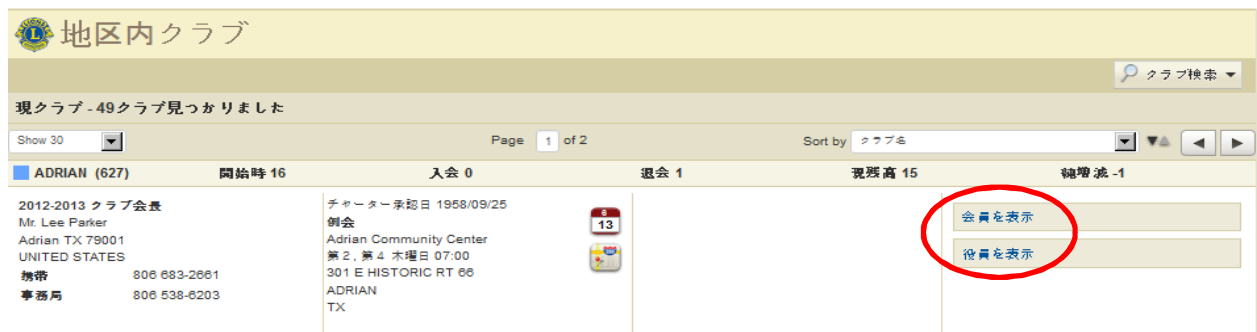 地区内クラブ
クラブ検索
現クラブ - 49クラブ見つかりました
Show 30 Page 1 of 2 Sort by クラブ名
ADRIAN (627) 開始時 16 入会 0 退会 1 現残高 15 純増減 -1
2012-2013 クラブ会長
Mr. Lee Parker
Adrian TX 79001
UNITED STATES
携帯 806 683-2661
事務局 806 538-6203
チャーター承認日 1958/09/25
例会
Adrian Community Center
第2, 第4 木曜日 07:00
301 E HISTORIC RT 66
ADRIAN
TX
13
会員を表示
役員を表示